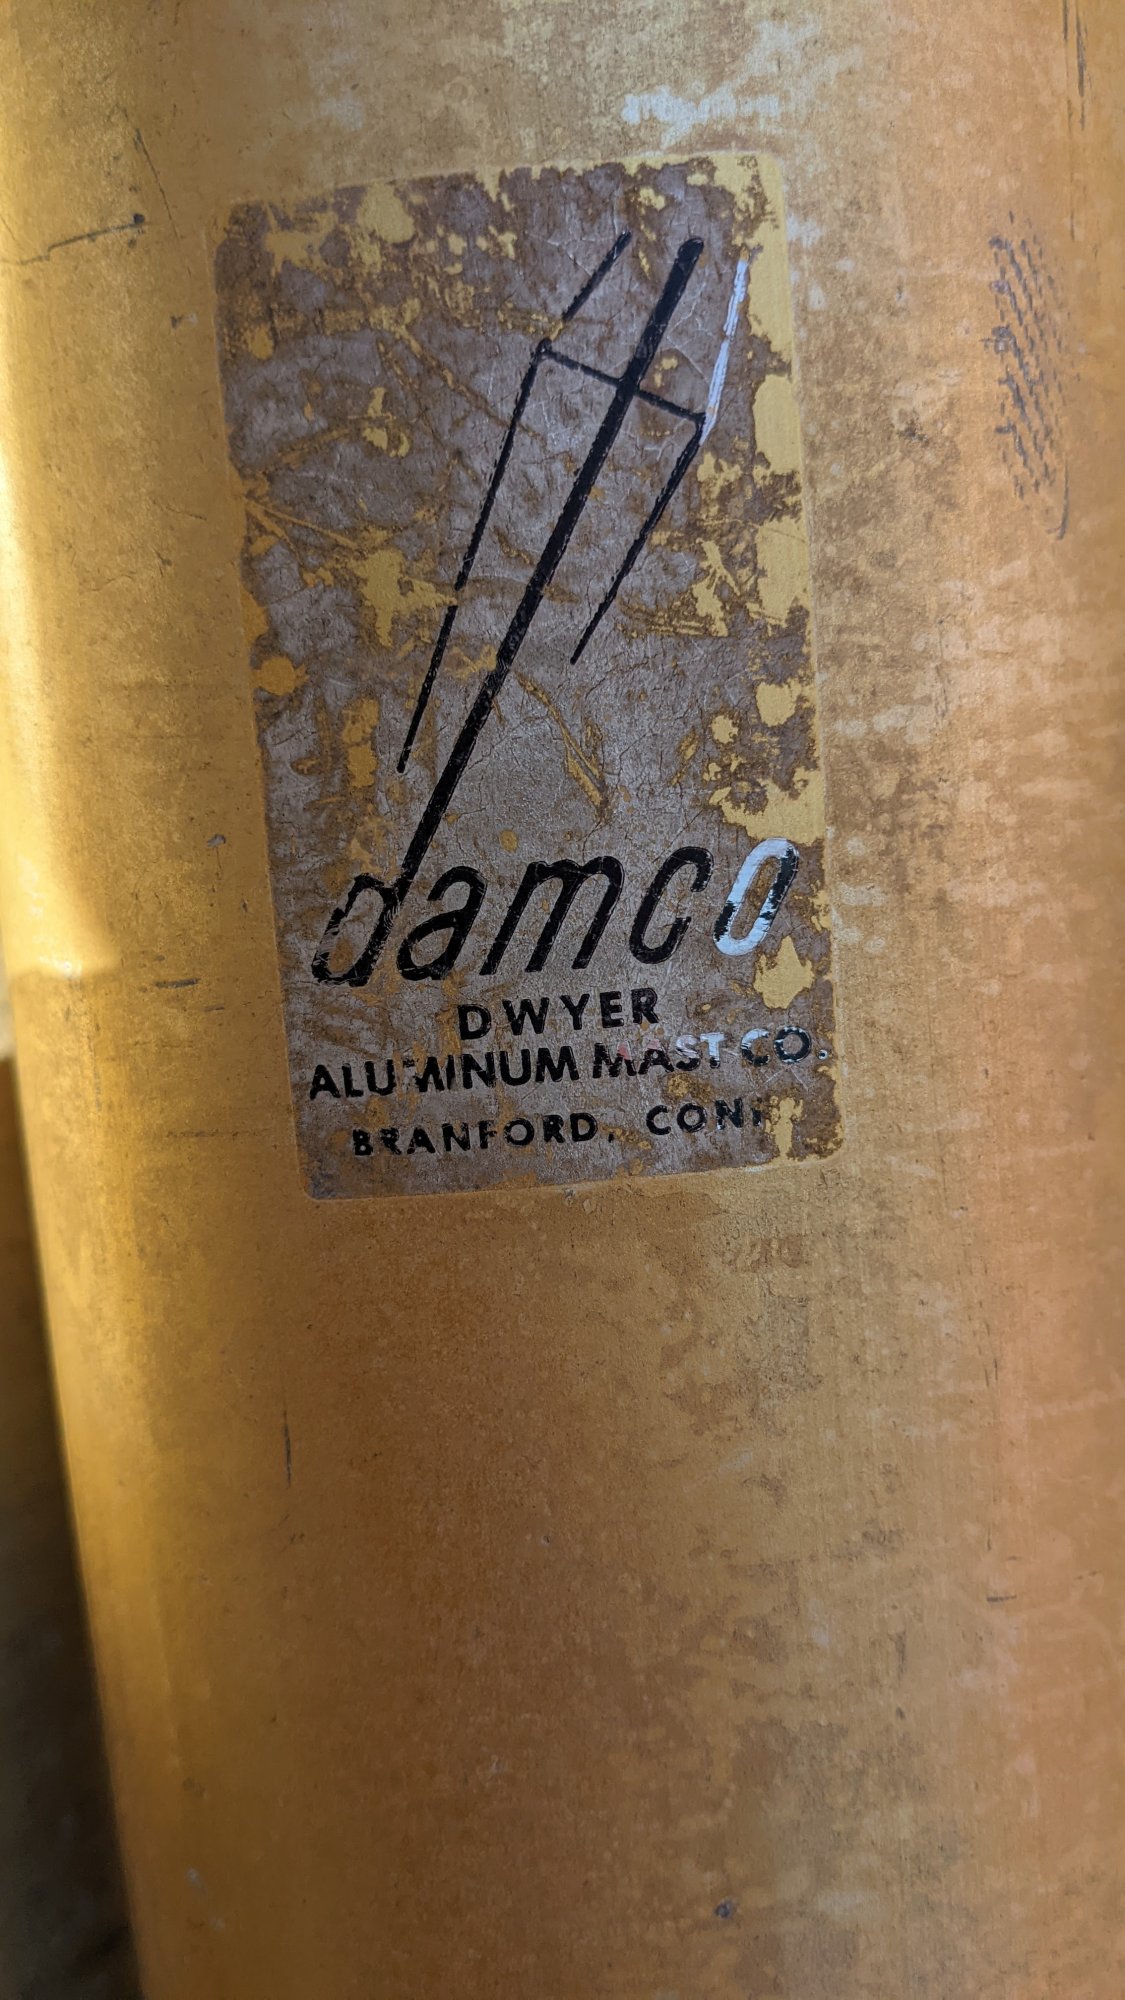 damco
DWYER
ALUMINUM MAST CO.
BRANFORD, CONN